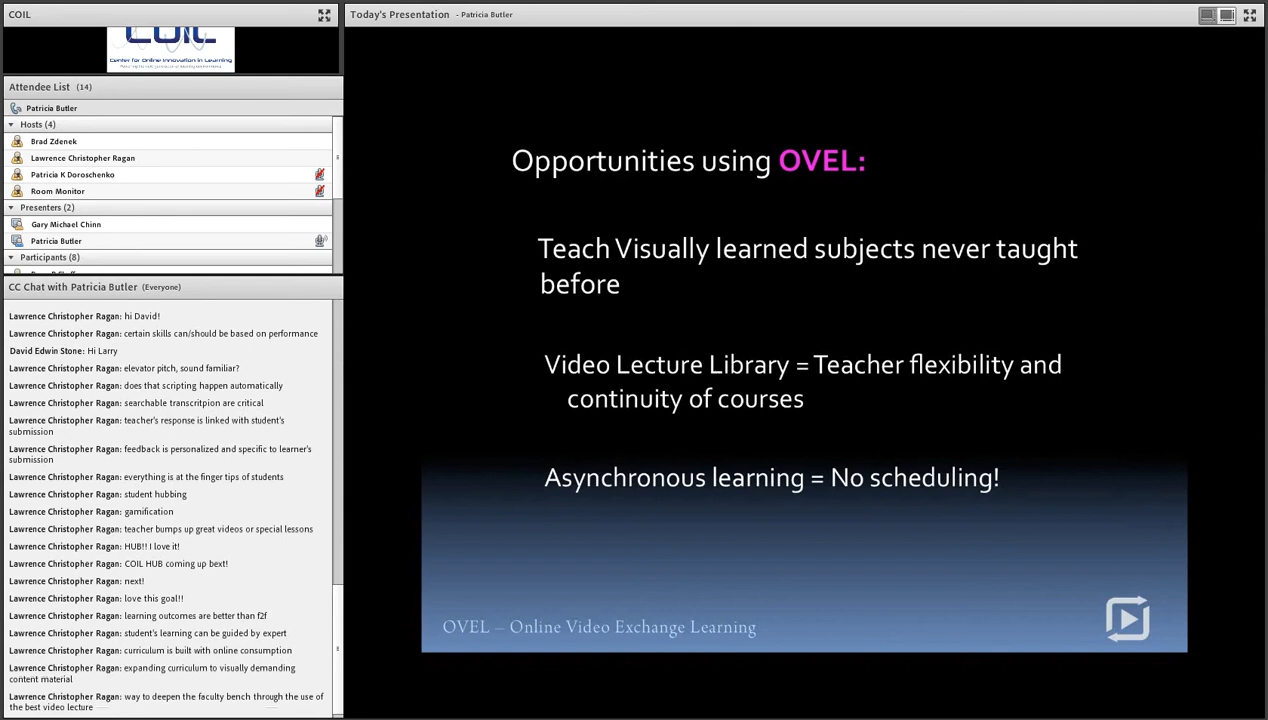 COIL
COIL
Center for Online Innovation in Learning
Attendee List (14)
Patricia Butler
Hosts (4)
Brad Zdenek
Lawrence Christopher Ragan
Patricia K Doroschenko
Room Monitor
Presenters (2)
Gary Michael Chinn
Patricia Butler
Participants (8)
CC Chat with Patricia Butler (Everyone)
Lawrence Christopher Ragan: hi David!
Lawrence Christopher Ragan: certain skills can/should be based on performance
David Edwin Stone: Hi Larry
Lawrence Christopher Ragan: elevator pitch, sound familiar?
Lawrence Christopher Ragan: does that scripting happen automatically
Lawrence Christopher Ragan: searchable transcritpion are critical
Lawrence Christopher Ragan: teacher's response is linked with student's
submission
Lawrence Christopher Ragan: feedback is personalized and specific to learner's
submission
Lawrence Christopher Ragan: everything is at the finger tips of students
Lawrence Christopher Ragan: student hubbing
Lawrence Christopher Ragan: gamification
Lawrence Christopher Ragan: teacher bumps up great videos or special lessons
Lawrence Christopher Ragan: HUB!! I love it!
Lawrence Christopher Ragan: COIL HUB coming up bext!
Lawrence Christopher Ragan: next!
Lawrence Christopher Ragan: love this goal!!
Lawrence Christopher Ragan: learning outcomes are better than f2f
Lawrence Christopher Ragan: student's learning can be guided by expert
Lawrence Christopher Ragan: curriculum is built with online consumption
Lawrence Christopher Ragan: expanding curriculum to visually demanding
content material
Lawrence Christopher Ragan: way to deepen the faculty bench through the use of
the best video lecture
Today's Presentation - Patricia Butler
Opportunities using OVEL:
Teach Visually learned subjects never taught
before
Video Lecture Library = Teacher flexibility and
continuity of courses
Asynchronous learning = No scheduling!
OVEL – Online Video Exchange Learning